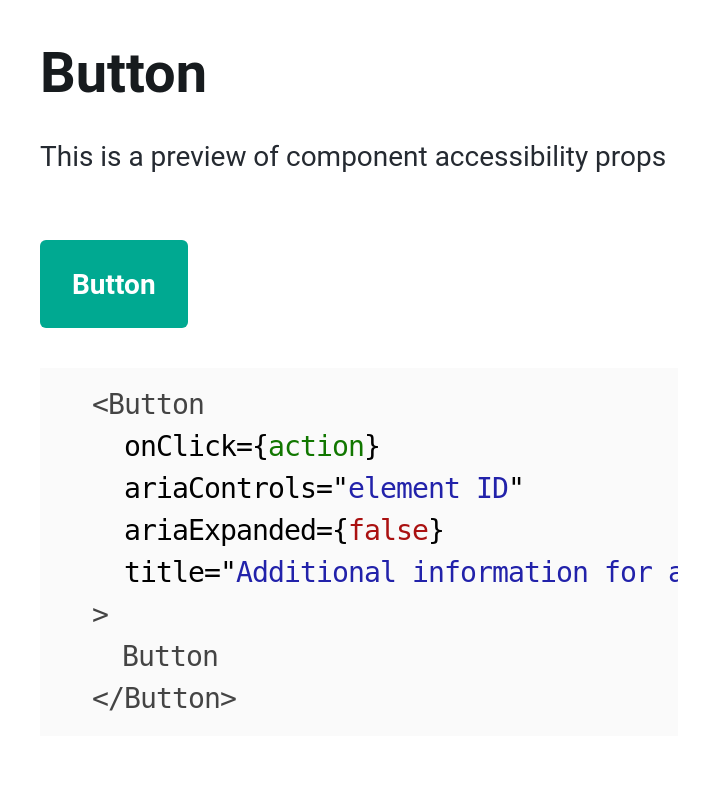 Button
This is a preview of component accessibility props
Button
<Button
onClick={action}
ariaControls="element ID"
ariaExpanded={false}
title="Additional information for
>
Button
</Button>